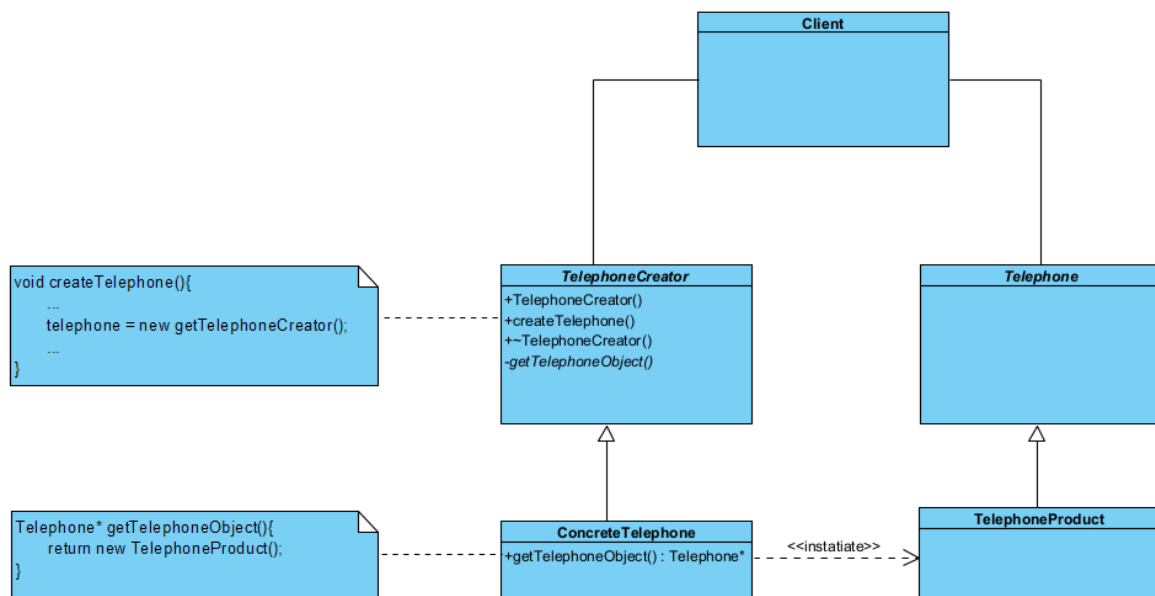 Client
void createTelephone(){
...
telephone = new getTelephoneCreator();
...
}
TelephoneCreator
+TelephoneCreator()
+createTelephone()
+~TelephoneCreator()
-getTelephoneObject()
Telephone
Telephone* getTelephoneObject(){
return new TelephoneProduct();
}
ConcreteTelephone
+getTelephoneObject() : Telephone*
<<instatiate>>
TelephoneProduct